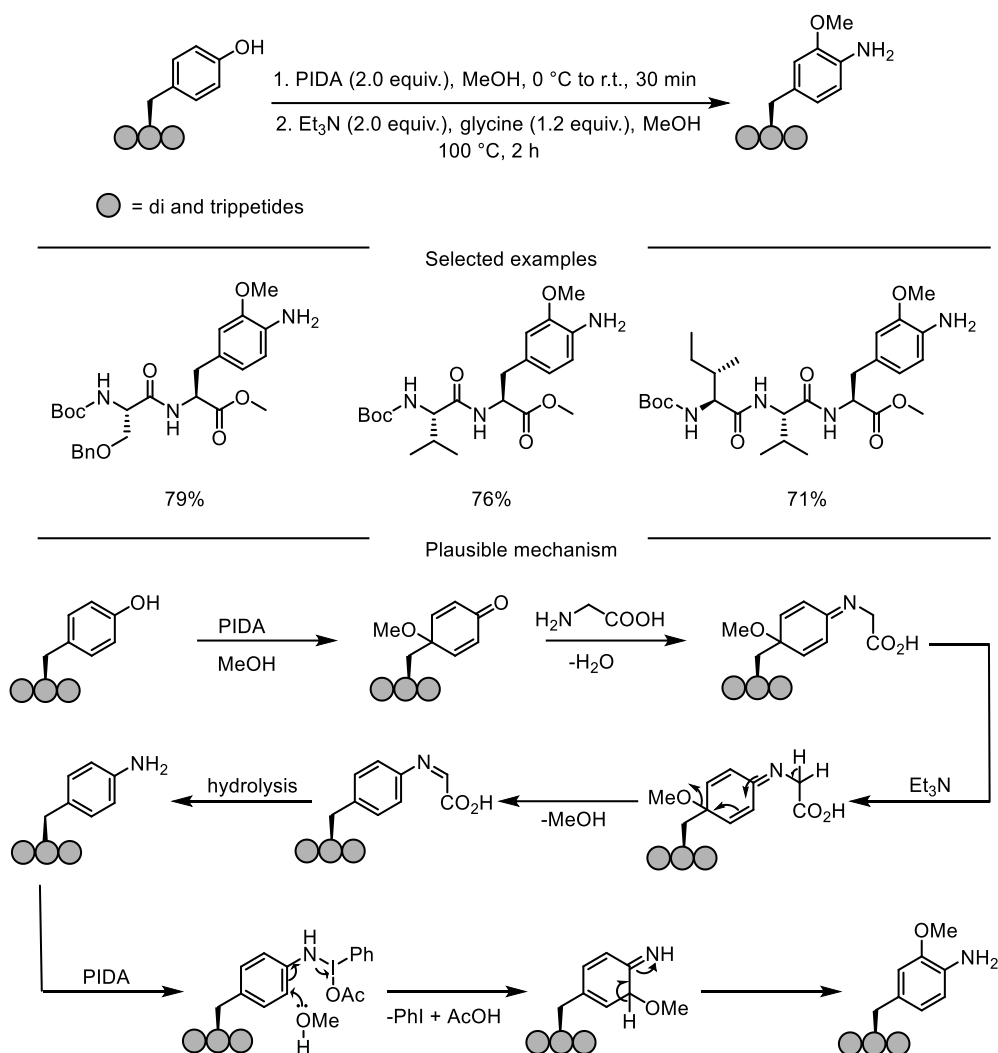 OH
OMe
NH2
1. PIDA (2.0 equiv.), MeOH, 0 °C to r.t., 30 min
2. Et3N (2.0 equiv.), glycine (1.2 equiv.), MeOH
100 °C, 2 h
= di and trippetides
Selected examples
OMe
NH2
BocN
H
O
N
H
O
O
BnO
79%
OMe
NH2
BocN
H
O
N
H
O
O
76%
OMe
NH2
BocN
H
O
H
N
O
N
H
O
O
71%
Plausible mechanism
OH
PIDA
MeOH
MeO
O
H2N COOH
-H2O
MeO
N
CO2H
Et3N
MeO
N
H
H
CO2H
-MeOH
N
CO2H
hydrolysis
NH2
PIDA
H
N
I
Ph
OAc
OMe
H
-PhI + AcOH
NH
OMe
H
OMe
NH2